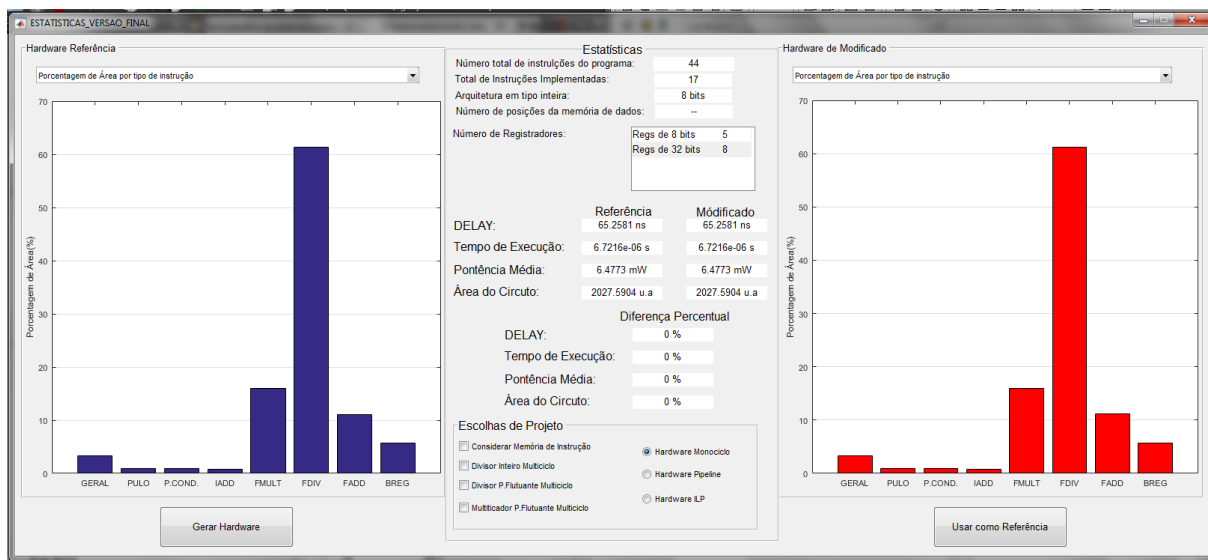 ESTATISTICAS_VERSAO_FINAL
Hardware Referência
Porcentagem de Área por tipo de instrução
Porcentagem de Área(%)
70
60
50
40
30
20
10
0
GERAL PULO P.COND. IADD FMULT FDIV FADD BREG
Gerar Hardware
Estatísticas
Número total de instruíções do programa: 44
Total de Instruções Implementadas: 17
Arquitetura em tipo inteira: 8 bits
Número de posições da memória de dados: --
Número de Registradores:
Regs de 8 bits 5
Regs de 32 bits 8
Referência Módificado
DELAY: 65.2581 ns 65.2581 ns
Tempo de Execução: 6.7216e-06 s 6.7216e-06 s
Pontência Média: 6.4773 mW 6.4773 mW
Área do Circuto: 2027.5904 u.a 2027.5904 u.a
Diferença Percentual
DELAY: 0 %
Tempo de Execução: 0 %
Pontência Média: 0 %
Área do Circuto: 0 %
Escolhas de Projeto
Considerar Memória de Instrução
Divisor Inteiro Multiciclo
Divisor P.Flutuante Multiciclo
Multiticador P.Flutuante Multiciclo
Hardware Monociclo
Hardware Pipeline
Hardware ILP
Hardware de Modificado
Porcentagem de Área por tipo de instrução
Porcentagem de Área(%)
70
60
50
40
30
20
10
0
GERAL PULO P.COND. IADD FMULT FDIV FADD BREG
Usar como Referência